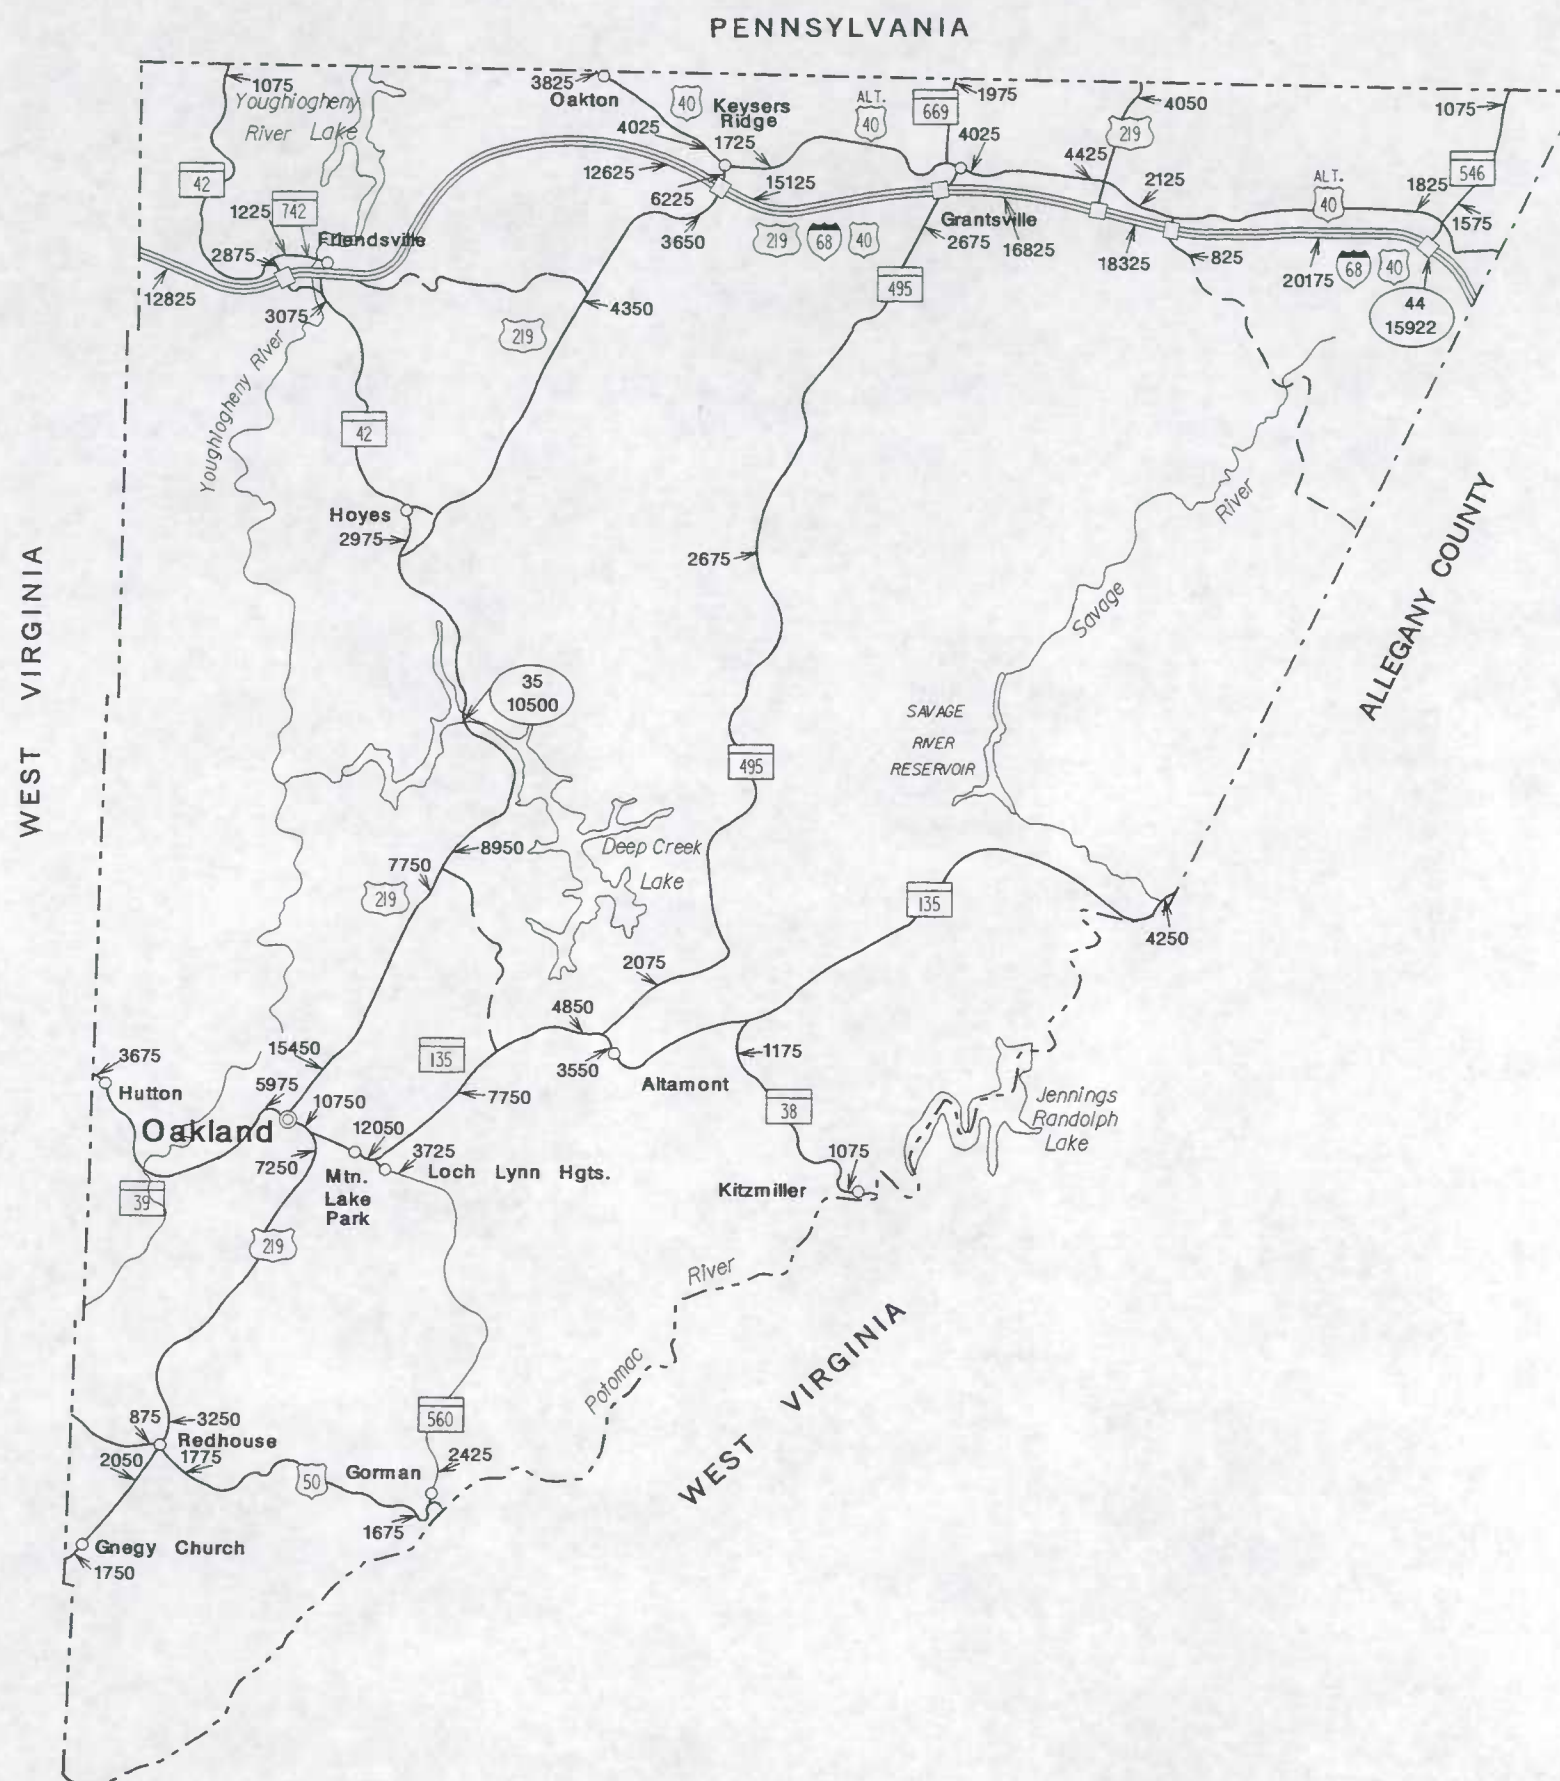 PENNSYLVANIA
1075
Youghiogheny
River Lake
3825
Oakton
40
Keysers
Ridge
ALT.
40
669
1975
4050
1075
4025
1725
4025
219
12625
4425
546
42
6225
15125
2125
ALT.
40
1825
1225
742
1575
Friendsville
3650
219
68
40
Grantsville
2675
16825
2875
18325
825
20175
68
40
12825
495
44
15922
3075
4350
219
Youghiogheny River
42
Hoyes
2975
2675
River
Savage
ALLEGANY COUNTY
WEST VIRGINIA
35
10500
SAVAGE
RIVER
RESERVOIR
495
8950
Deep Creek
Lake
7750
219
135
4250
2075
4850
15450
135
3550
1175
3675
Hutton
5975
Altamont
7750
38
Jennings
Randolph
Lake
10750
Oakland
12050
3725
7250
Loch Lynn Hgts.
1075
Mtn.
Lake
Park
Kitzmiller
39
219
River
WEST VIRGINIA
Potomac
560
875
3250
Redhouse
2050
1775
2425
Gorman
50
1675
Gnegy Church
1750